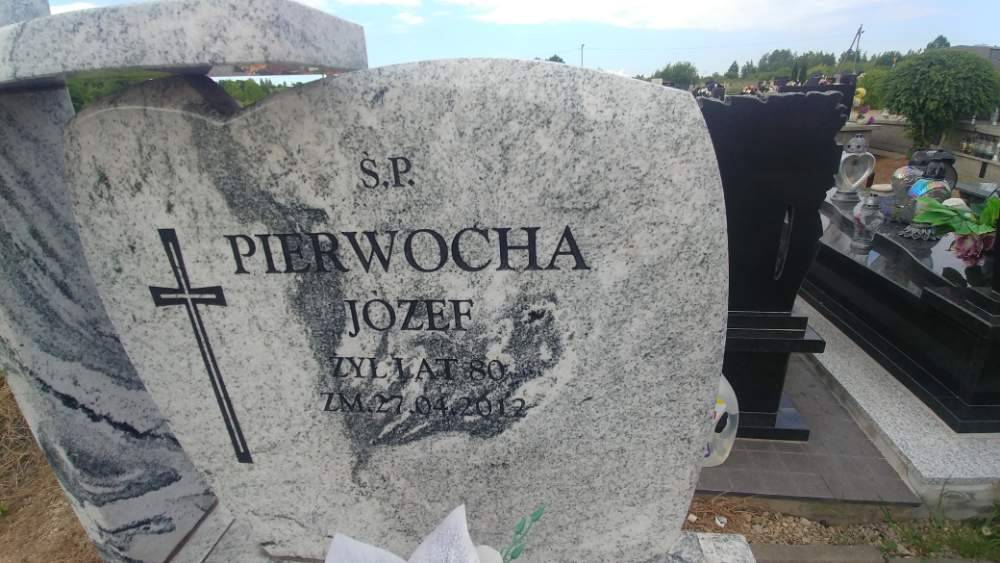 Ś.P.
PIERWOCHA
JÓZEF
ŻYŁ LAT 80
ZM.27.04.2012